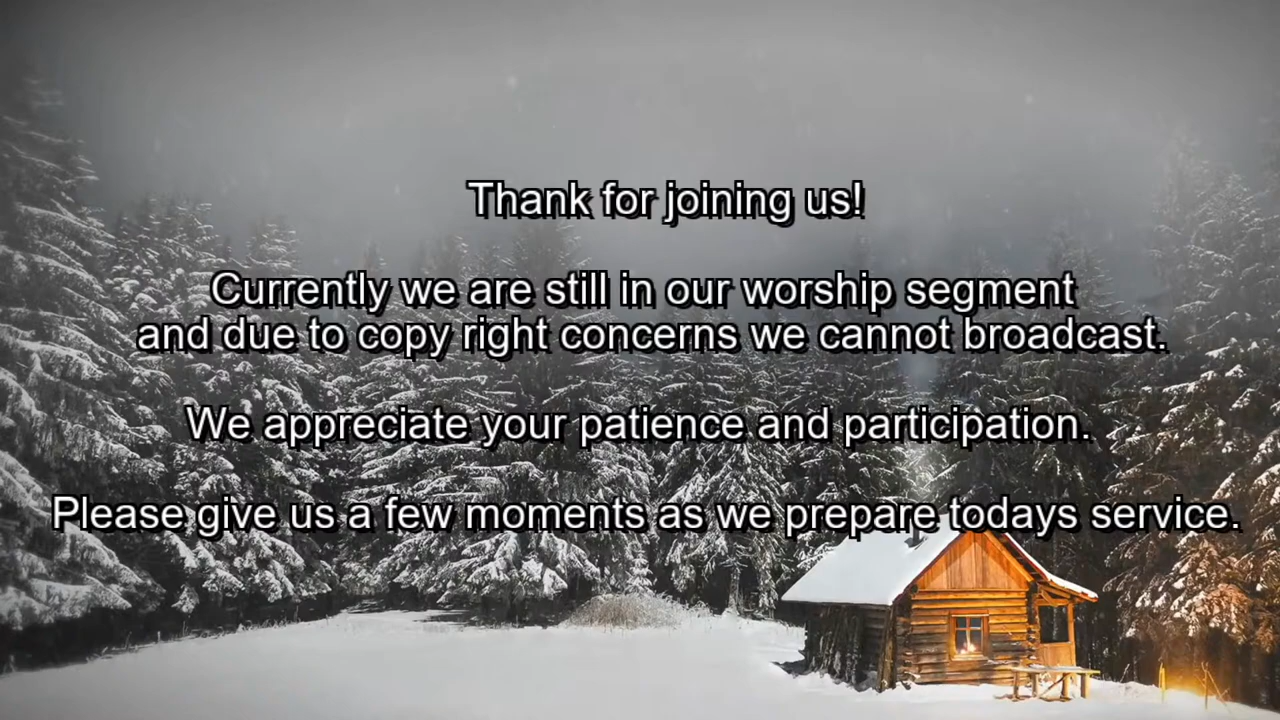 Thank for joining us!
Currently we are still in our worship segment
and due to copy right concerns we cannot broadcast.
We appreciate your patience and participation.
Please give us a few moments as we prepare todays service.